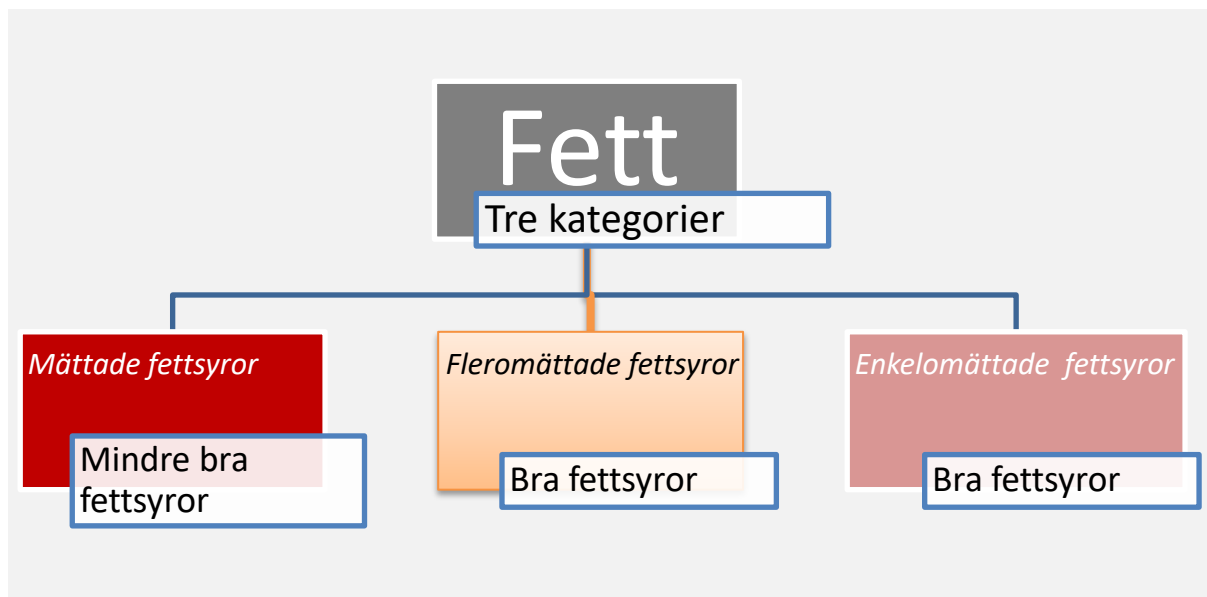 Fett
Tre kategorier
Mättade fettsyror
Mindre bra
fettsyror
Fleromättade fettsyror
Bra fettsyror
Enkelomättade fettsyror
Bra fettsyror